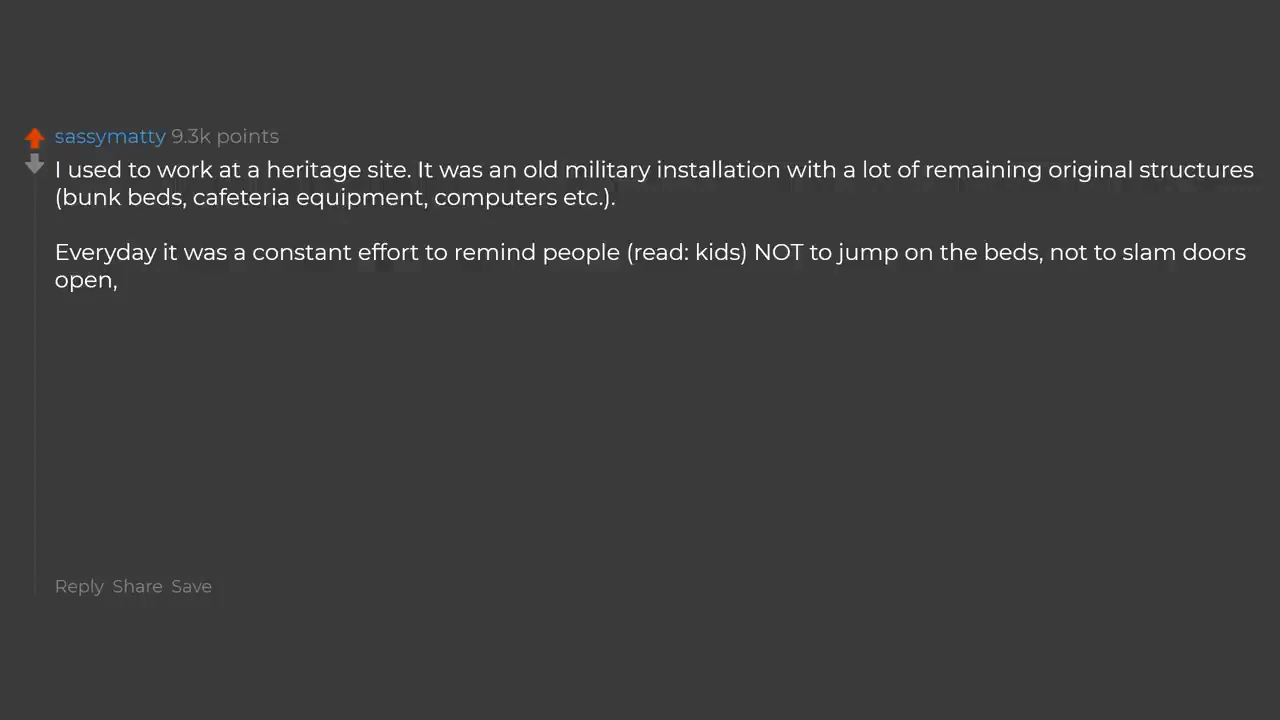 sassymatty 9.3k points
I used to work at a heritage site. It was an old military installation with a lot of remaining original structures
(bunk beds, cafeteria equipment, computers etc.).
Everyday it was a constant effort to remind people (read: kids) NOT to jump on the beds, not to slam doors
open,
Reply Share Save